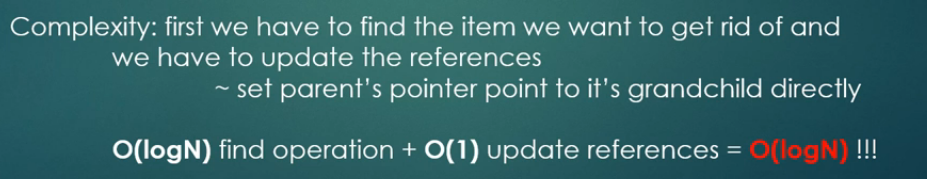 Complexity: first we have to find the item we want to get rid of and
we have to update the references
~ set parent's pointer point to it's grandchild directly
O(logN) find operation + O(1) update references = O(logN) !!!